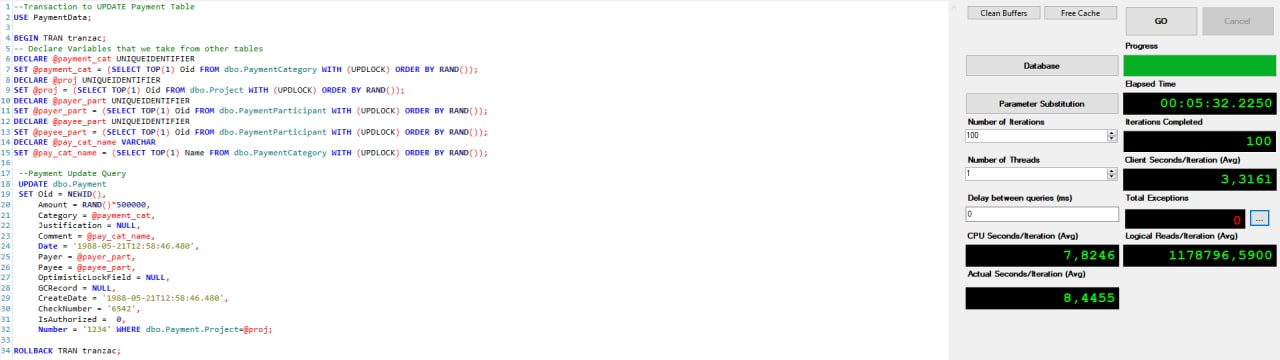 1 --Transaction to UPDATE Payment Table
2 USE PaymentData;
3
4 BEGIN TRAN tranzac;
5 -- Declare Variables that we take from other tables
6 DECLARE @payment_cat UNIQUEIDENTIFIER
7 SET @payment_cat = (SELECT TOP(1) Oid FROM dbo.PaymentCategory WITH (UPDLOCK) ORDER BY RAND());
8 DECLARE @proj UNIQUEIDENTIFIER
9 SET @proj = (SELECT TOP(1) Oid FROM dbo.Project WITH (UPDLOCK) ORDER BY RAND());
10 DECLARE @payer_part UNIQUEIDENTIFIER
11 SET @payer_part = (SELECT TOP(1) Oid FROM dbo.PaymentParticipant WITH (UPDLOCK) ORDER BY RAND());
12 DECLARE @payee_part UNIQUEIDENTIFIER
13 SET @payee_part = (SELECT TOP(1) Oid FROM dbo.PaymentParticipant WITH (UPDLOCK) ORDER BY RAND());
14 DECLARE @pay_cat_name VARCHAR
15 SET @pay_cat_name = (SELECT TOP(1) Name FROM dbo.PaymentCategory WITH (UPDLOCK) ORDER BY RAND());
16
17 --Payment Update Query
18 UPDATE dbo.Payment
19 SET Oid = NEWID(),
20 Amount = RAND()*500000,
21 Category = @payment_cat,
22 Justification = NULL,
23 Comment = @pay_cat_name,
24 Date = '1988-05-21T12:58:46.480',
25 Payer = @payer_part,
26 Payee = @payee_part,
27 OptimisticLockField = NULL,
28 GCRecord = NULL,
29 CreateDate = '1988-05-21T12:58:46.480',
30 CheckNumber = '6542',
31 IsAuthorized = 0,
32 Number = '1234' WHERE dbo.Payment.Project=@proj;
33
34 ROLLBACK TRAN tranzac;
Clean Buffers
Free Cache
GO
Cancel
Progress
Database
Elapsed Time
00:05:32.2250
Parameter Substitution
Number of Iterations
100
Iterations Completed
100
Number of Threads
1
Client Seconds/Iteration (Avg)
3,3161
Delay between queries (ms)
0
Total Exceptions
0
...
CPU Seconds/Iteration (Avg)
7,8246
Logical Reads/Iteration (Avg)
1178796,5900
Actual Seconds/Iteration (Avg)
8,4455